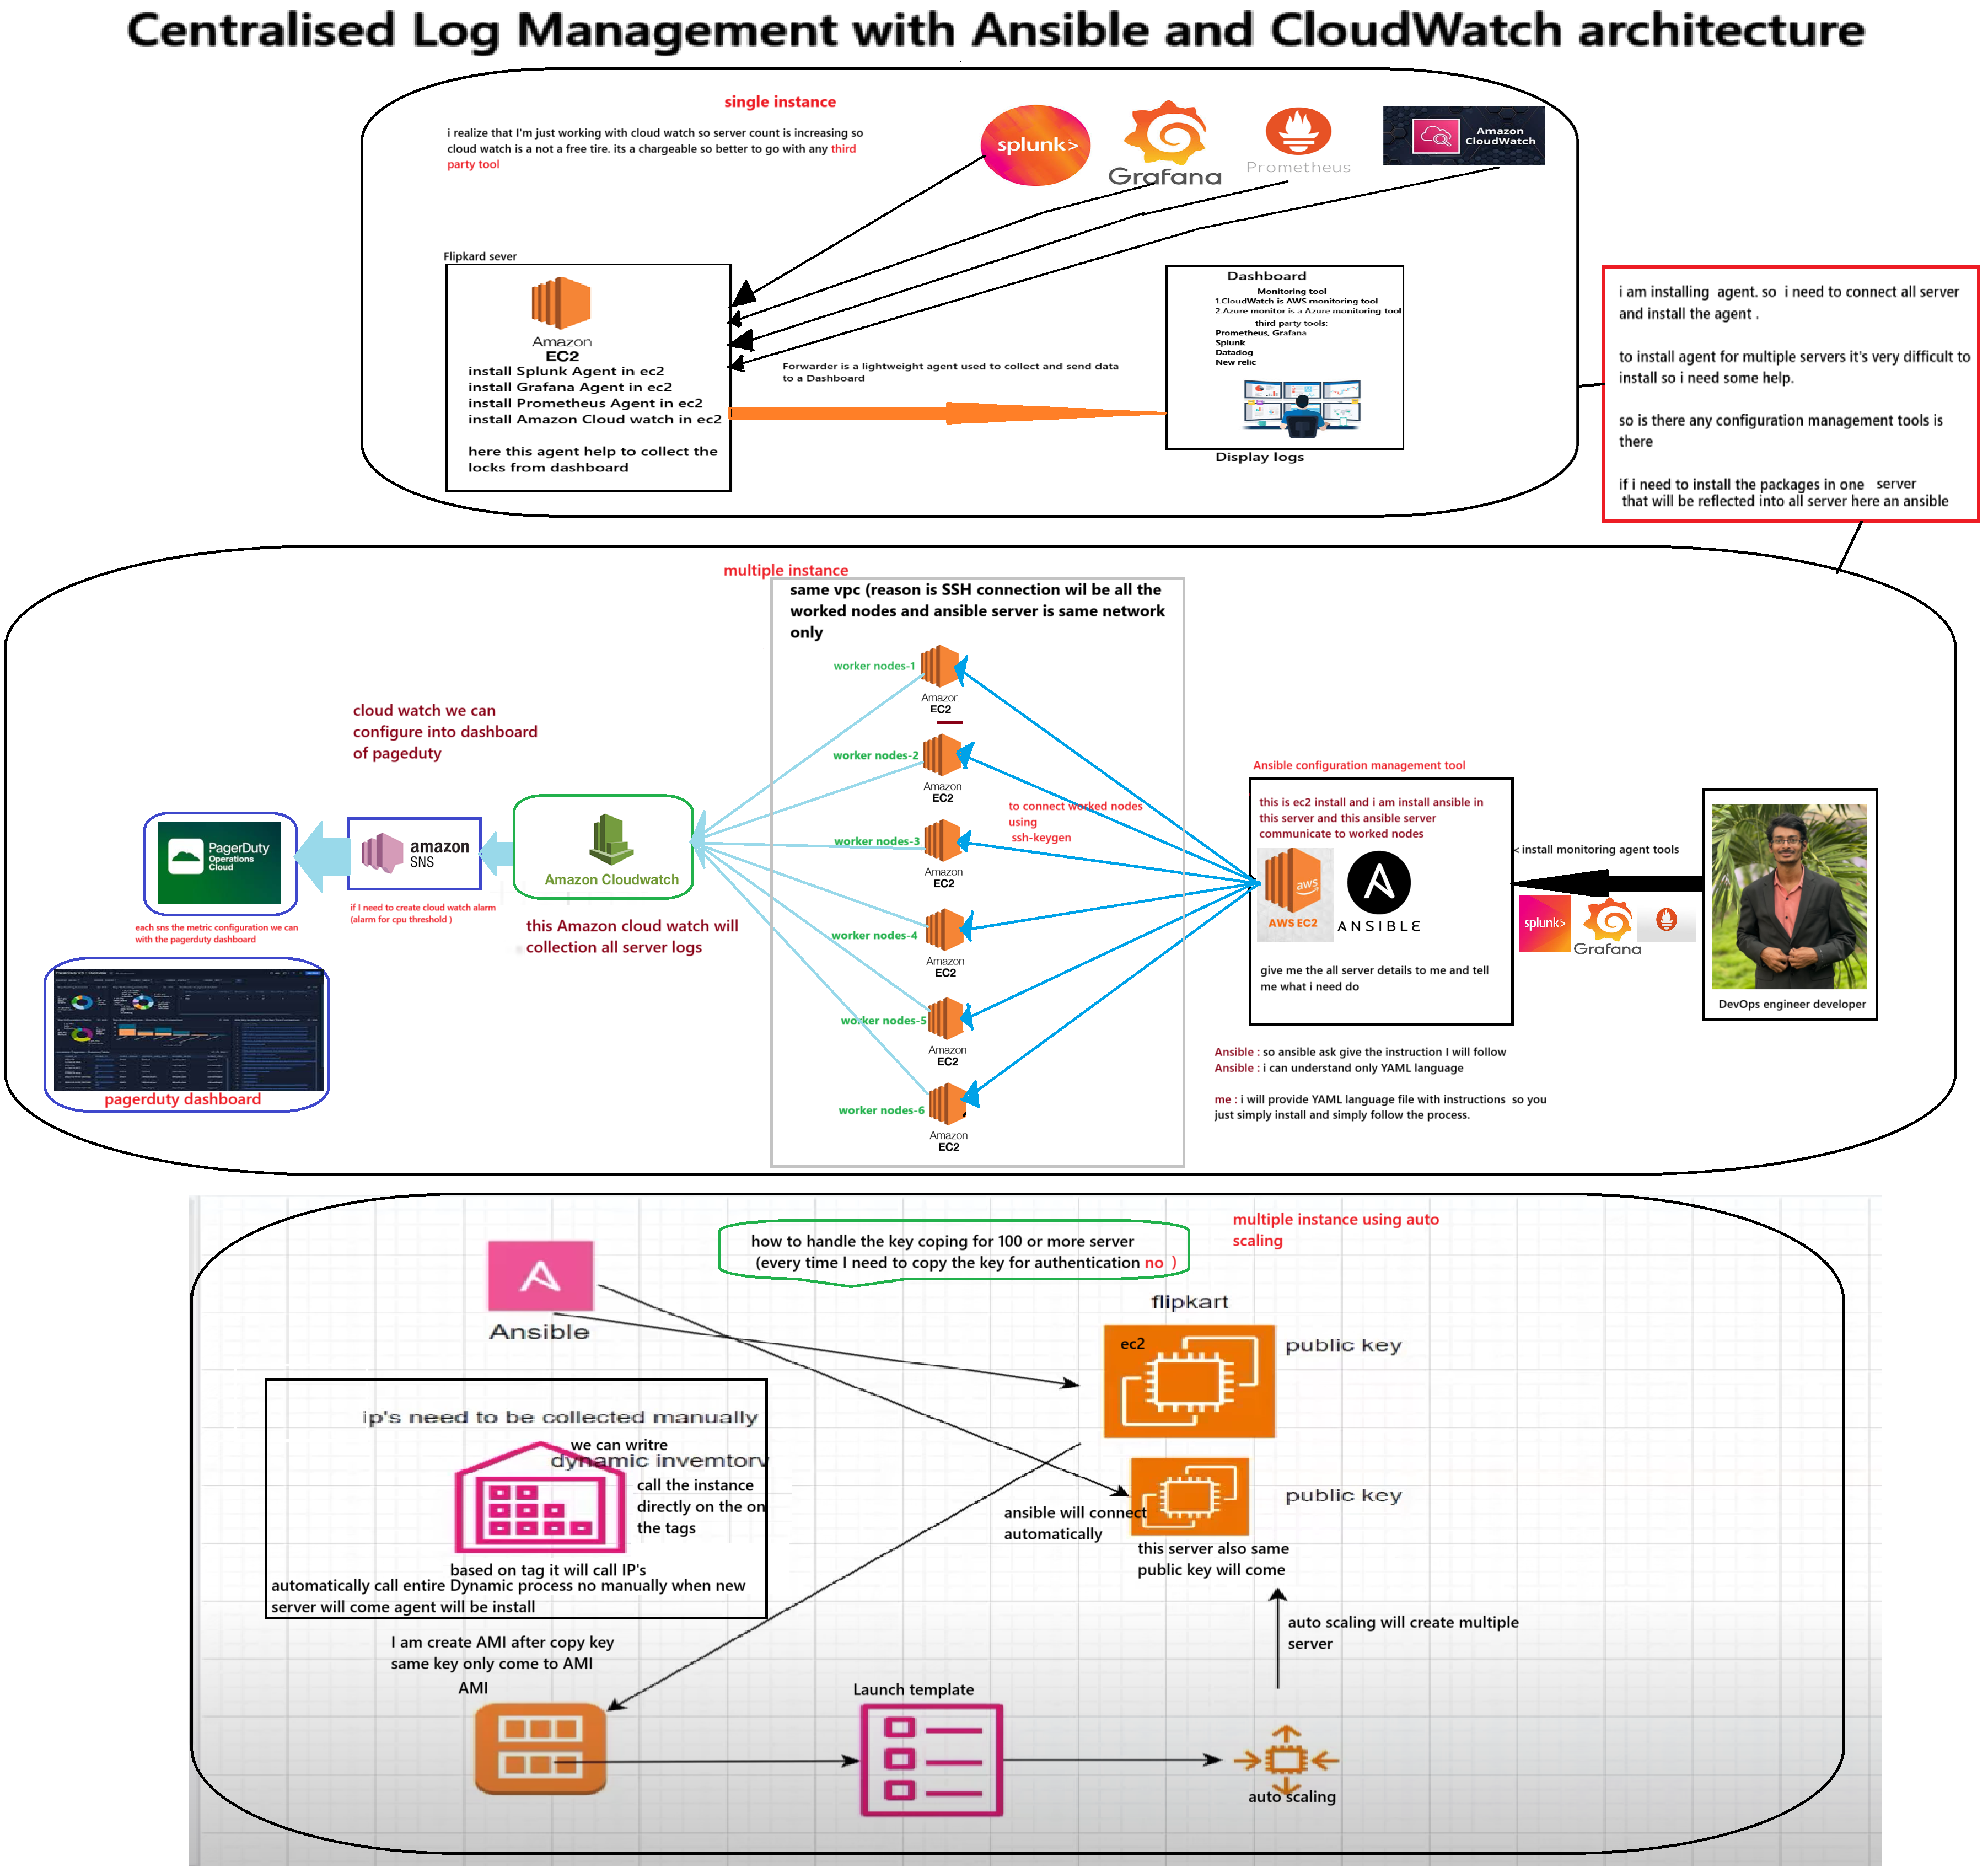 Centralised Log Management with Ansible and CloudWatch architecture
single instance
i realize that I'm just working with cloud watch so server count is increasing so
cloud watch is a not a free tire. its a chargeable so better to go with any third
party tool
splunk>
Grafana
Prometheus
Amazon
CloudWatch
Flipkard sever
Amazon
EC2
install Splunk Agent in ec2
install Grafana Agent in ec2
install Prometheus Agent in ec2
install Amazon Cloud watch in ec2
here this agent help to collect the
locks from dashboard
Forwarder is a lightweight agent used to collect and send data
to a Dashboard
Dashboard
Monitoring tool
1.CloudWatch is AWS monitoring tool
2.Azure monitor is a Azure monitoring tool
third party tools:
Prometheus, Grafana
Splunk
Datadog
New relic
Display logs
i am installing agent. so i need to connect all server
and install the agent .
to install agent for multiple servers it's very difficult to
install so i need some help.
so is there any configuration management tools is
there
if i need to install the packages in one server
that will be reflected into all server here an ansible
multiple instance
same vpc (reason is SSH connection wil be all the
worked nodes and ansible server is same network
only
worker nodes-1
Amazor
EC2
worker nodes-2
Amazon
EC2
worker nodes-3
Amazon
EC2
worker nodes-4
Amazon
EC2
worker nodes-5
Amazon
EC2
worker nodes-6
Amazon
EC2
to connect worked nodes
using
ssh-keygen
cloud watch we can
configure into dashboard
of pageduty
PagerDuty
Operations
Cloud
amazon
SNS
Amazon Cloudwatch
each sns the metric configuration we can
with the pagerduty dashboard
if I need to create cloud watch alarm
(alarm for cpu threshold )
this Amazon cloud watch will
collection all server logs
pagerduty dashboard
Ansible configuration management tool
this is ec2 install and i am install ansible in
this server and this ansible server
communicate to worked nodes
aws
AWS EC2
ANSIBLE
give me the all server details to me and tell
me what i need do
< install monitoring agent tools
splunk>
Grafana
DevOps engineer developer
Ansible : so ansible ask give the instruction I will follow
Ansible : i can understand only YAML language
me : i will provide YAML language file with instructions so you
just simply install and simply follow the process.
how to handle the key coping for 100 or more server
(every time I need to copy the key for authentication no )
multiple instance using auto
scaling
Ansible
flipkart
ec2
public key
ip's need to be collected manually
we can writre
dynamic invemtory
call the instance
directly on the on
the tags
based on tag it will call IP's
automatically call entire Dynamic process no manually when new
server will come agent will be install
public key
ansible will connect
automatically
this server also same
public key will come
auto scaling will create multiple
server
I am create AMI after copy key
same key only come to AMI
AMI
Launch template
auto scaling